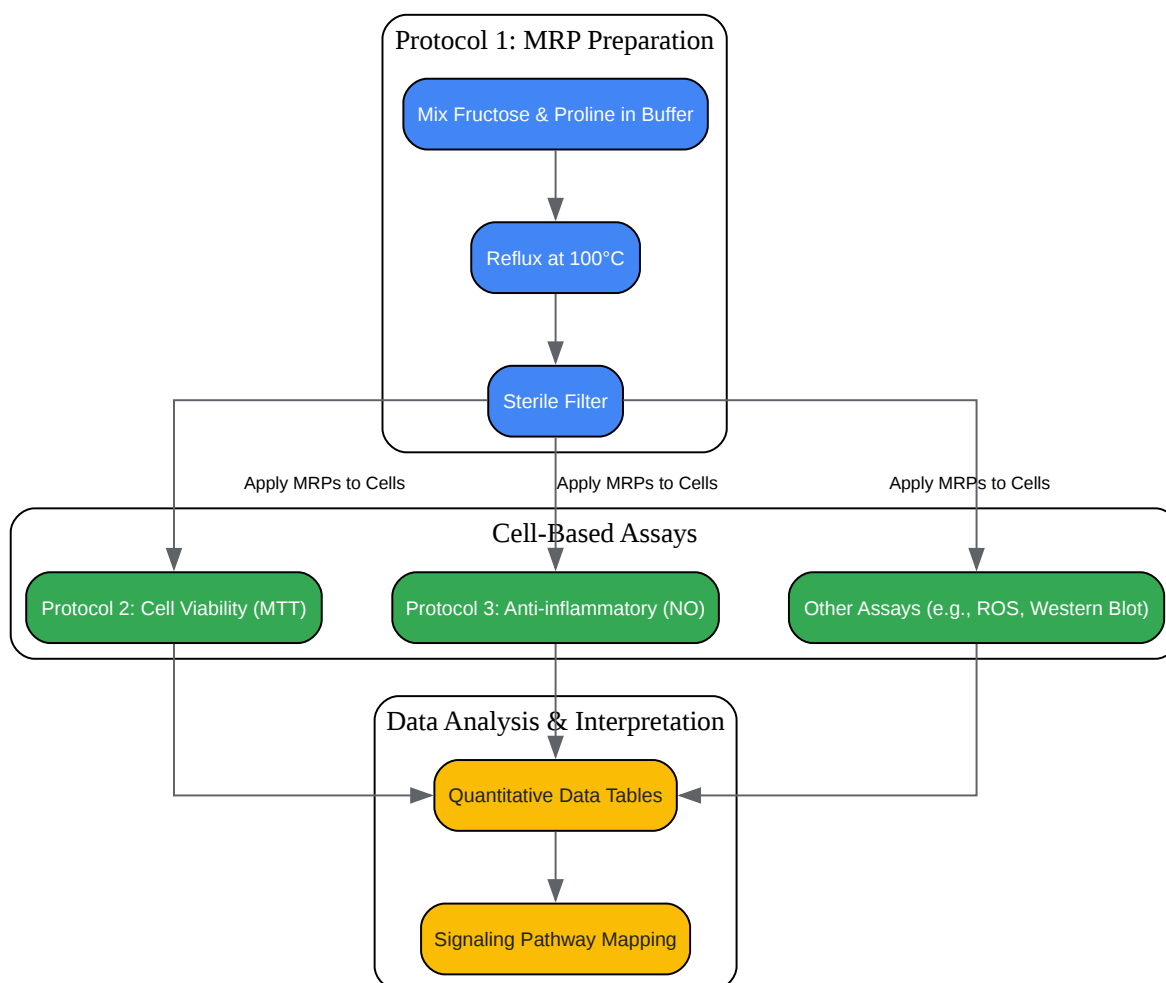 Protocol 1: MRP Preparation
Mix Fructose & Proline in Buffer
Reflux at 100°C
Sterile Filter
Apply MRPs to Cells
Apply MRPs to Cells
Apply MRPs to Cells
Cell-Based Assays
Protocol 2: Cell Viability (MTT)
Protocol 3: Anti-inflammatory (NO)
Other Assays (e.g., ROS, Western Blot)
Data Analysis & Interpretation
Quantitative Data Tables
Signaling Pathway Mapping